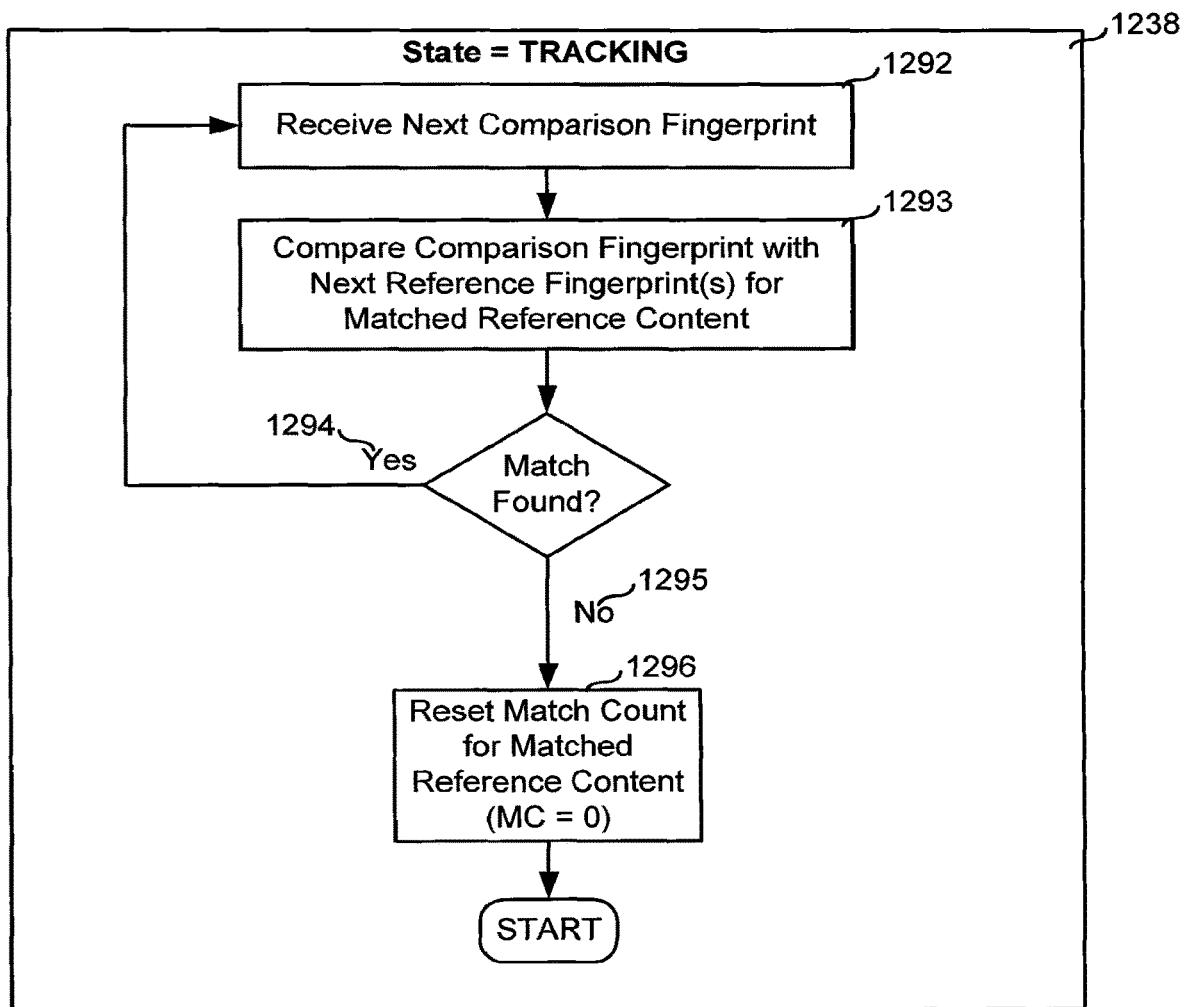 1238
State = TRACKING
1292
Receive Next Comparison Fingerprint
1293
Compare Comparison Fingerprint with
Next Reference Fingerprint(s) for
Matched Reference Content
1294
Yes
Match
Found?
1295
No
1296
Reset Match Count
for Matched
Reference Content
(MC = 0)
START